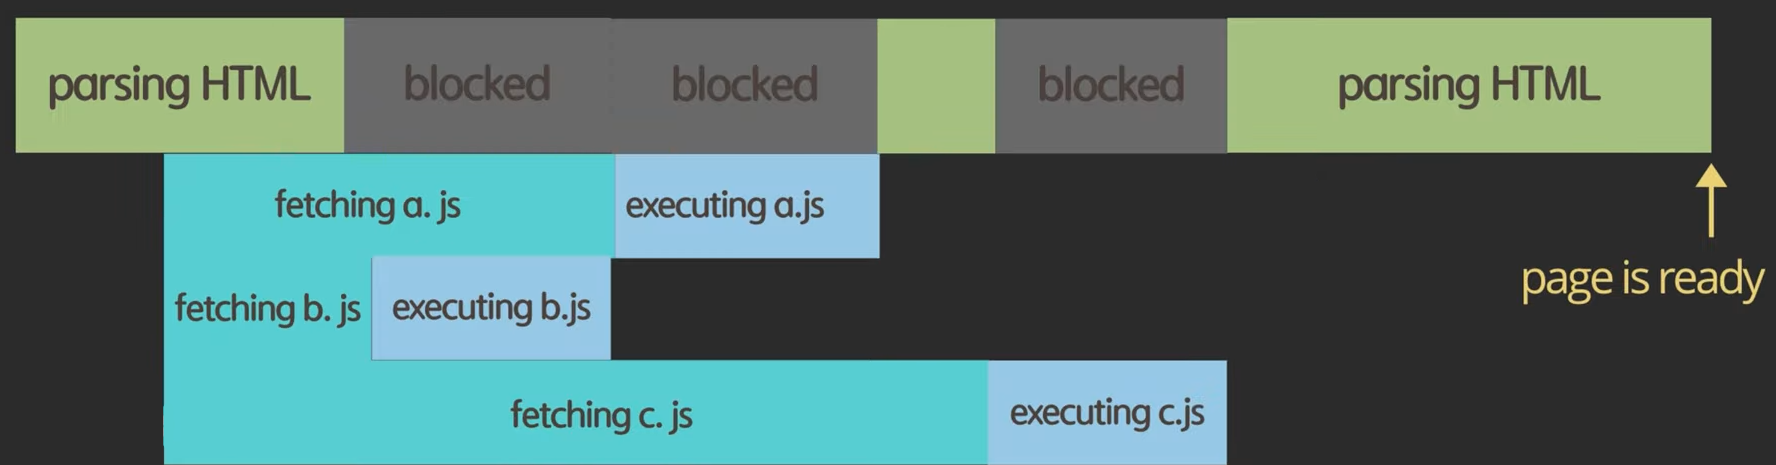 parsing HTML
blocked
blocked
blocked
parsing HTML
fetching a. js
executing a.js
fetching b. js
executing b.js
page is ready
fetching c. js
executing c.js